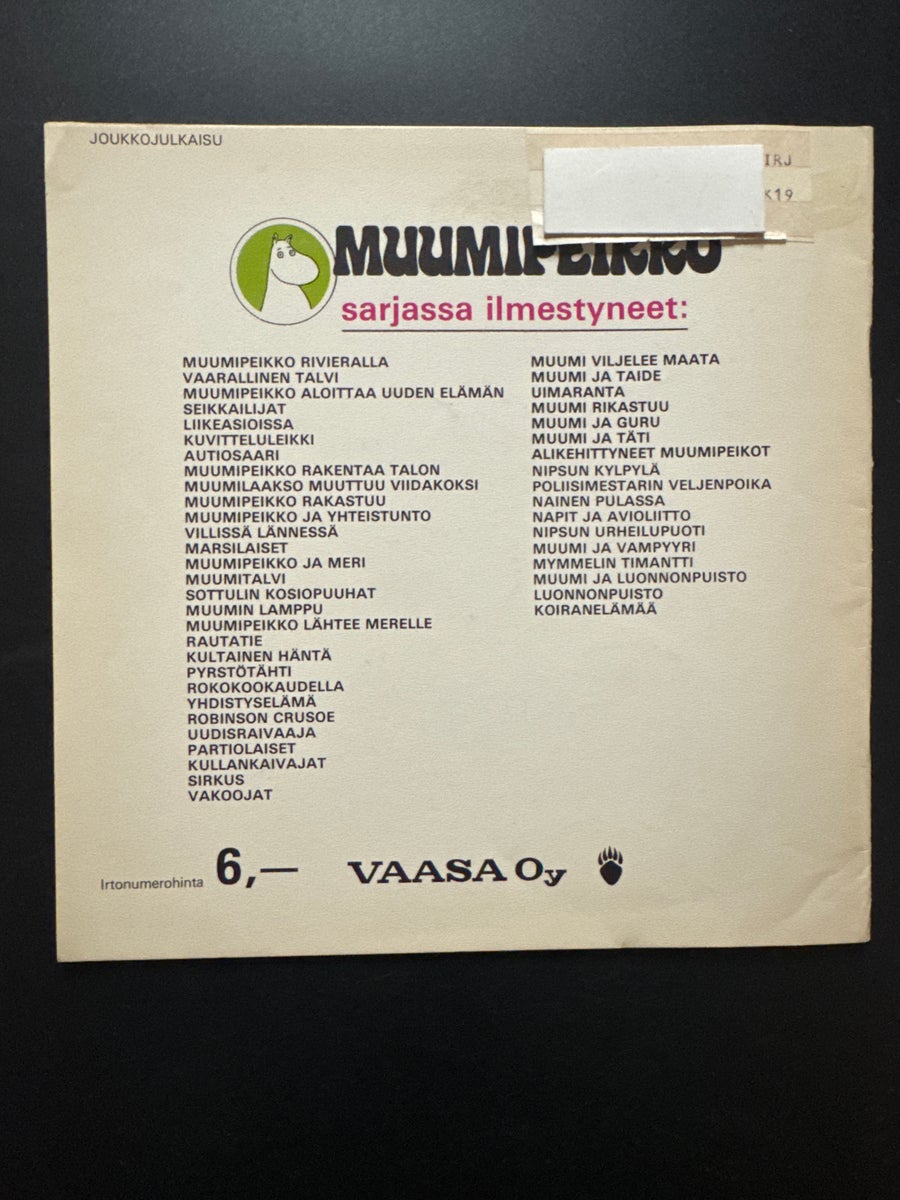 JOUKKOJULKAISU
IRJ
K19
MUUMIPEIKKO
sarjassa ilmestyneet:
MUUMIPEIKKO RIVIERALLA
VAARALLINEN TALVI
MUUMIPEIKKO ALOITTAA UUDEN ELÄMÄN
SEIKKAILIJAT
LIIKEASIOISSA
KUVITTELULEIKKI
AUTIOSAARI
MUUMIPEIKKO RAKENTAA TALON
MUUMILAAKSO MUUTTUU VIIDAKOKSI
MUUMIPEIKKO RAKASTUU
MUUMIPEIKKO JA YHTEISTUNTO
VILLISSÄ LÄNNESSÄ
MARSILAISET
MUUMIPEIKKO JA MERI
MUUMITALVI
SOTTULIN KOSIOPUUHAT
MUUMIN LAMPPU
MUUMIPEIKKO LÄHTEE MERELLE
RAUTATIE
KULTAINEN HÄNTÄ
PYRSTÖTÄHTI
ROKOKOOKAUDELLA
YHDISTYSELÄMÄ
ROBINSON CRUSOE
UUDISRAIVAAJA
PARTIOLAISET
KULLANKAIVAJAT
SIRKUS
VAKOOJAT
MUUMI VILJELEE MAATA
MUUMI JA TAIDE
UIMARANTA
MUUMI RIKASTUU
MUUMI JA GURU
MUUMI JA TÄTI
ALIKEHITTYNEET MUUMIPEIKOT
NIPSUN KYLPYLÄ
POLIISIMESTARIN VELJENPOIKA
NAINEN PULASSA
NAPIT JA AVIOLIITTO
NIPSUN URHEILUPUOTI
MUUMI JA VAMPYYRI
MYMMELIN TIMANTTI
MUUMI JA LUONNONPUISTO
LUONNONPUISTO
KOIRANELÄMÄÄ
Irtonumerohinta 6,—
VAASA Oy